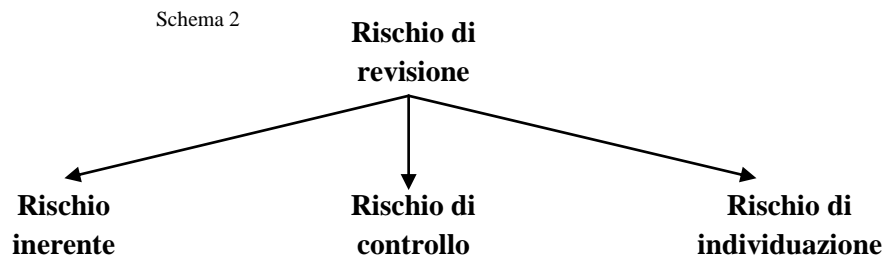 Schema 2
Rischio di
revisione
Rischio
inerente
Rischio di
controllo
Rischio di
individuazione